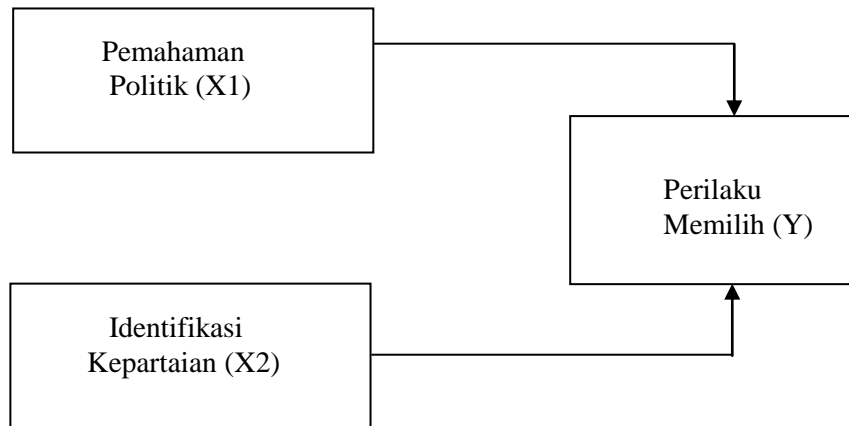 Pemahaman
Politik (X1)
Perilaku
Memilih (Y)
Identifikasi
Kepartaian (X2)